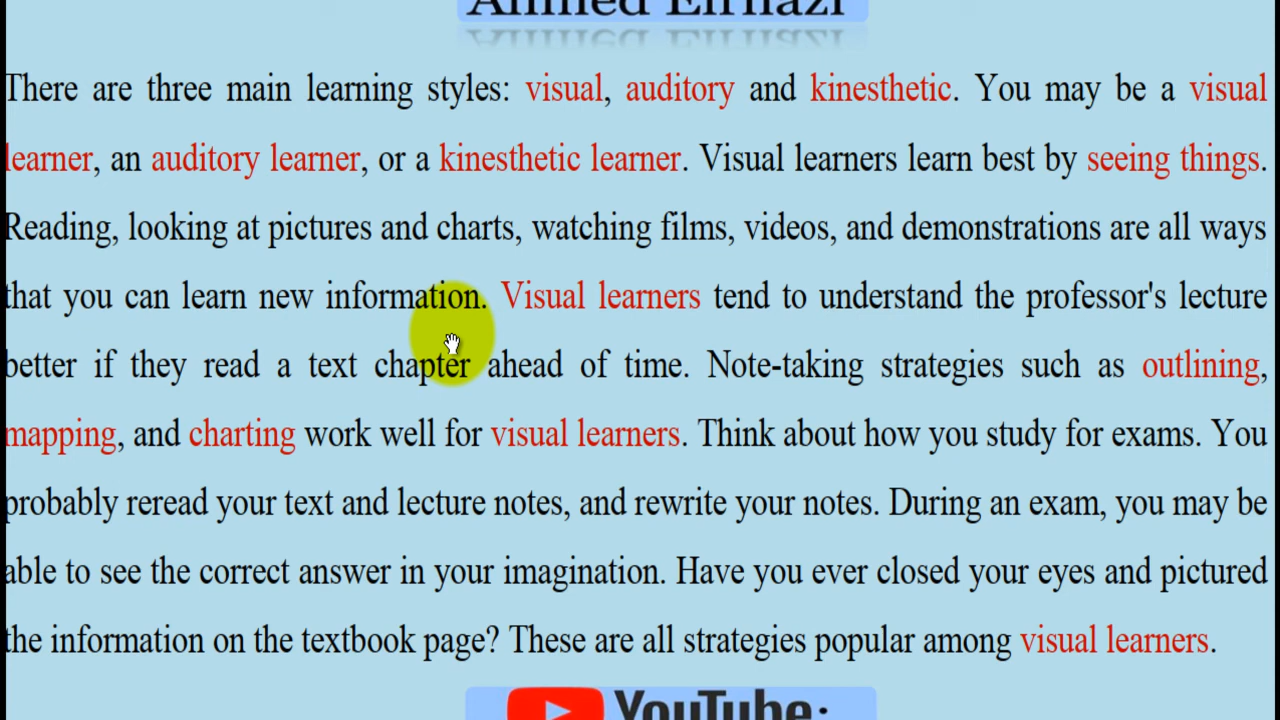 Ahmed Elrnazi
There are three main learning styles: visual, auditory and kinesthetic. You may be a visual
learner, an auditory learner, or a kinesthetic learner. Visual learners learn best by seeing things.
Reading, looking at pictures and charts, watching films, videos, and demonstrations are all ways
that you can learn new information. Visual learners tend to understand the professor's lecture
better if they read a text chapter ahead of time. Note-taking strategies such as outlining,
mapping, and charting work well for visual learners. Think about how you study for exams. You
probably reread your text and lecture notes, and rewrite your notes. During an exam, you may be
able to see the correct answer in your imagination. Have you ever closed your eyes and pictured
the information on the textbook page? These are all strategies popular among visual learners.
YouTube: